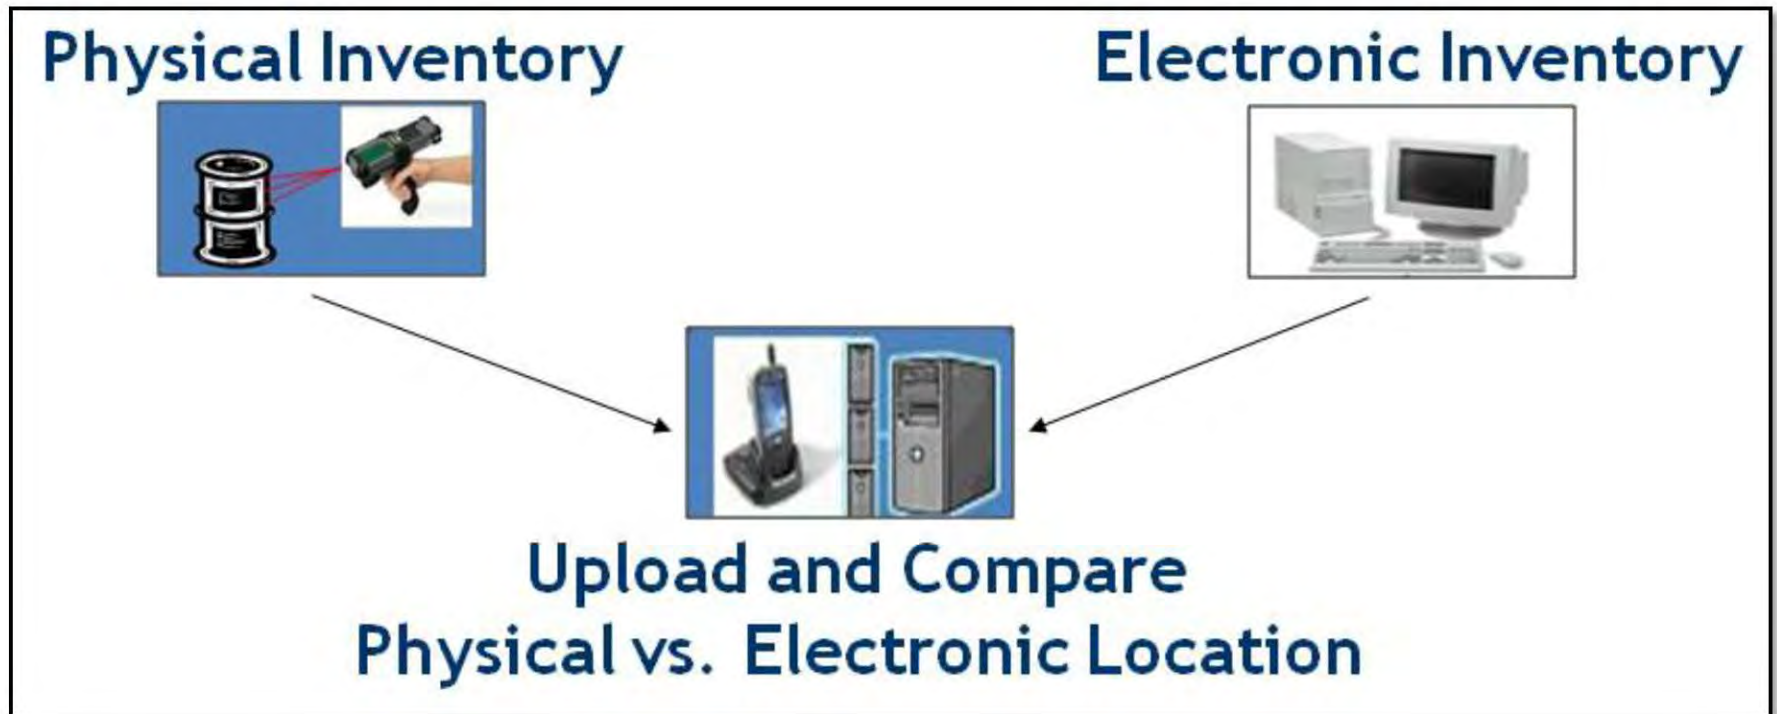 Physical Inventory
Electronic Inventory
Upload and Compare
Physical vs. Electronic Location